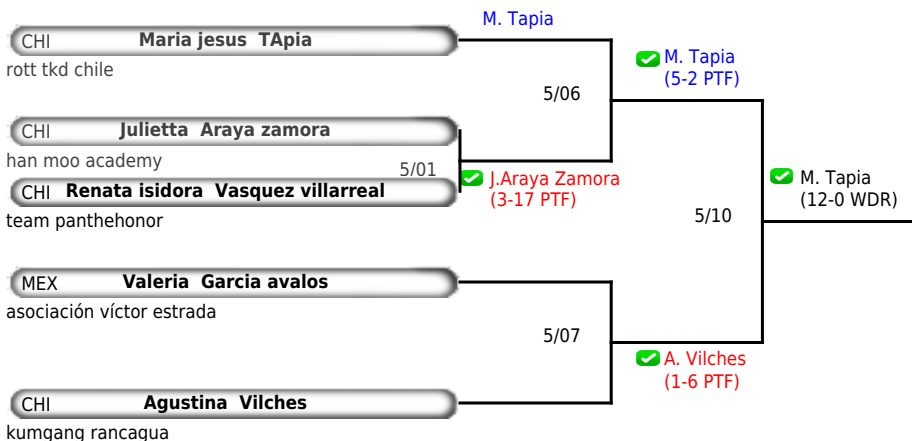 M. Tapia
CHI Maria jesus TApia
rott tkd chile
M. Tapia
(5-2 PTF)
5/06
CHI Julietta Araya zamora
han moo academy
5/01
J.Araya Zamora
(3-17 PTF)
CHI Renata isidora Vasquez villarreal
team panthehonor
M. Tapia
(12-0 WDR)
5/10
MEX Valeria Garcia avalos
asociación víctor estrada
5/07
A. Vilches
(1-6 PTF)
CHI Agustina Vilches
kumgang rancagua